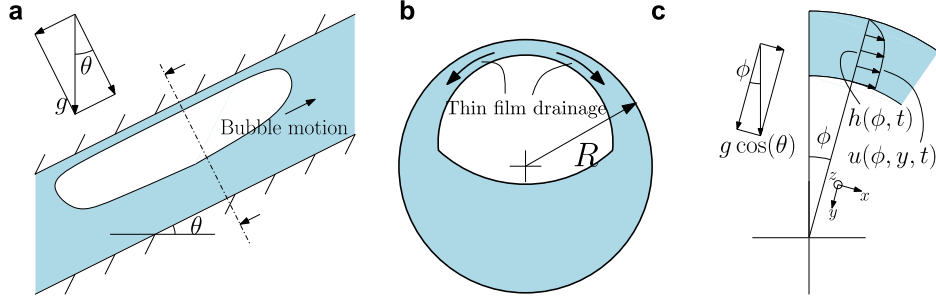 a
θ
g
Bubble motion
θ
b
Thin film drainage
R
c
ϕ
g cos(θ)
h(ϕ, t)
ϕ
u(ϕ, y, t)
z
x
y